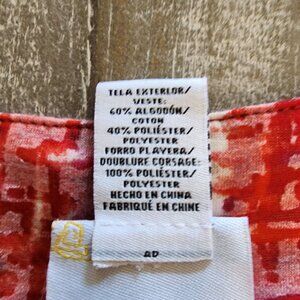 TELA EXTERIOR/
VESTE:
60% ALGODÓN/
COTON
40% POLIÉSTER/
POLYESTER
FORRO PLAYERA/
DOUBLURE CORSAGE:
100% POLIÉSTER/
POLYESTER
HECHO EN CHINA
FABRIQUÉ EN CHINE
AD